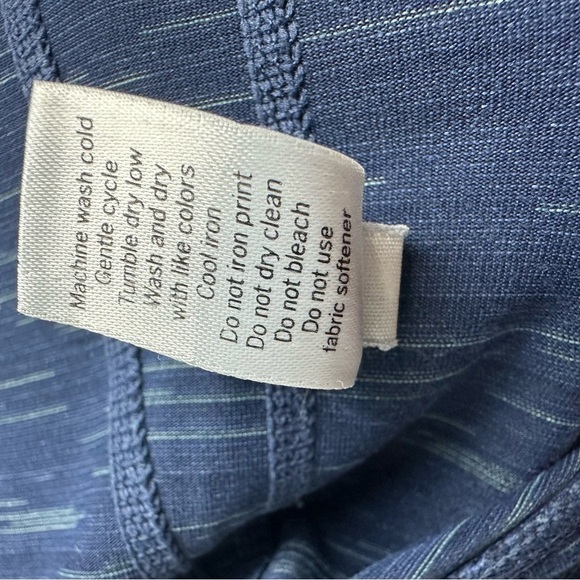 Machine wash cold
Gentle cycle
Tumble dry low
Wash and dry
with like colors
Cool iron
Do not iron print
Do not dry clean
Do not bleach
Do not use
fabric softener